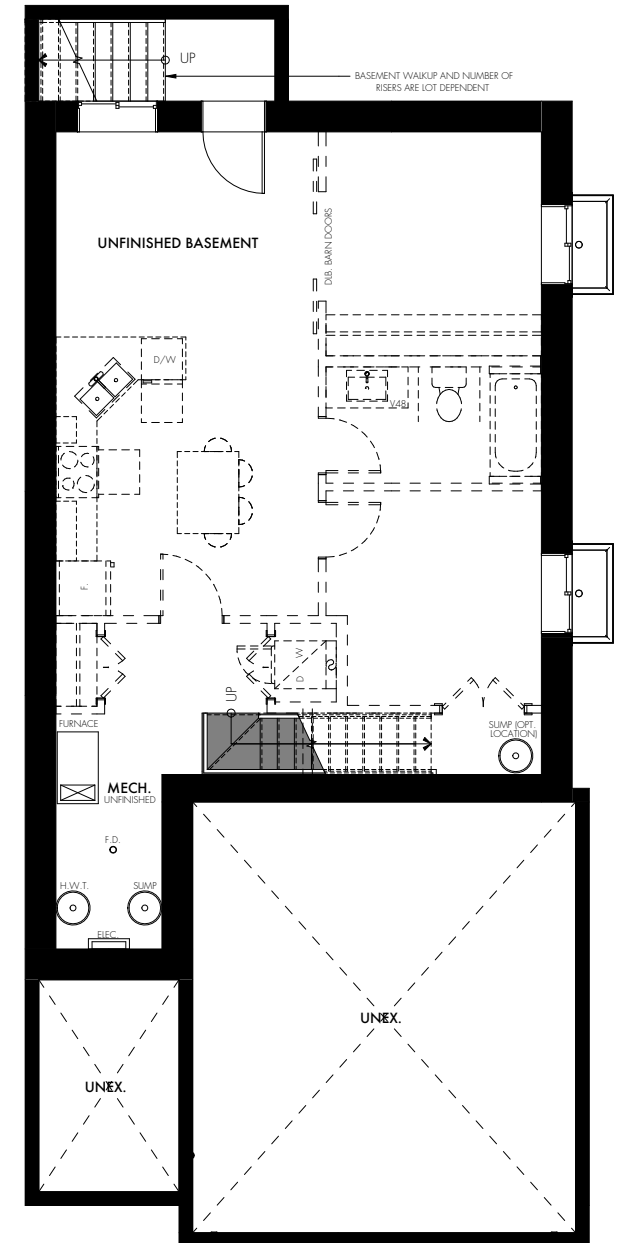 UP
BASEMENT WALKUP AND NUMBER OF
RISERS ARE LOT DEPENDENT
UNFINISHED BASEMENT
DLB. BARN DOORS
D/W
V48
F.
W
D
UP
FURNACE
SUMP (OPT.
LOCATION)
MECH.
UNFINISHED
F.D.
H.W.T.
SUMP
ELEC.
UNEX.
UNEX.